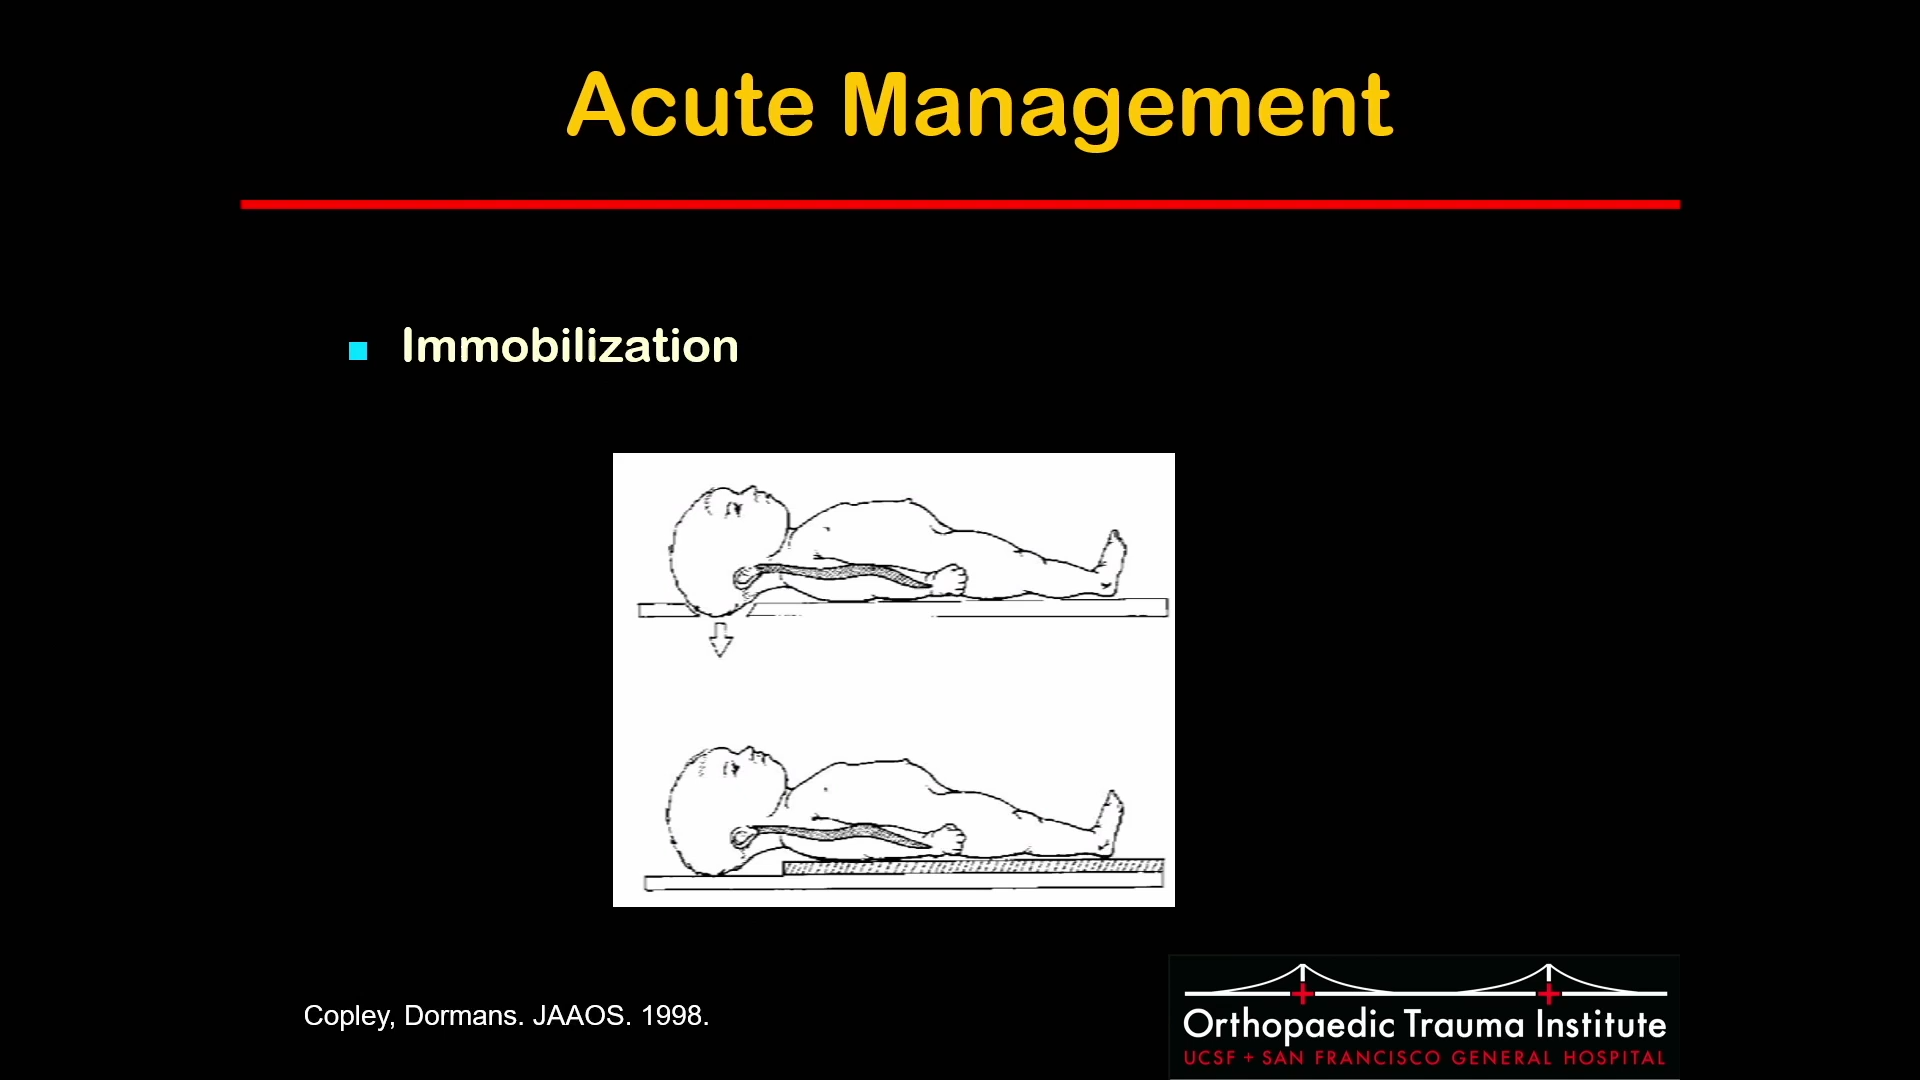 Acute Management
Immobilization
Copley, Dormans. JAAOS. 1998.
Orthopaedic Trauma Institute
UCSF + SAN FRANCISCO GENERAL HOSPITAL